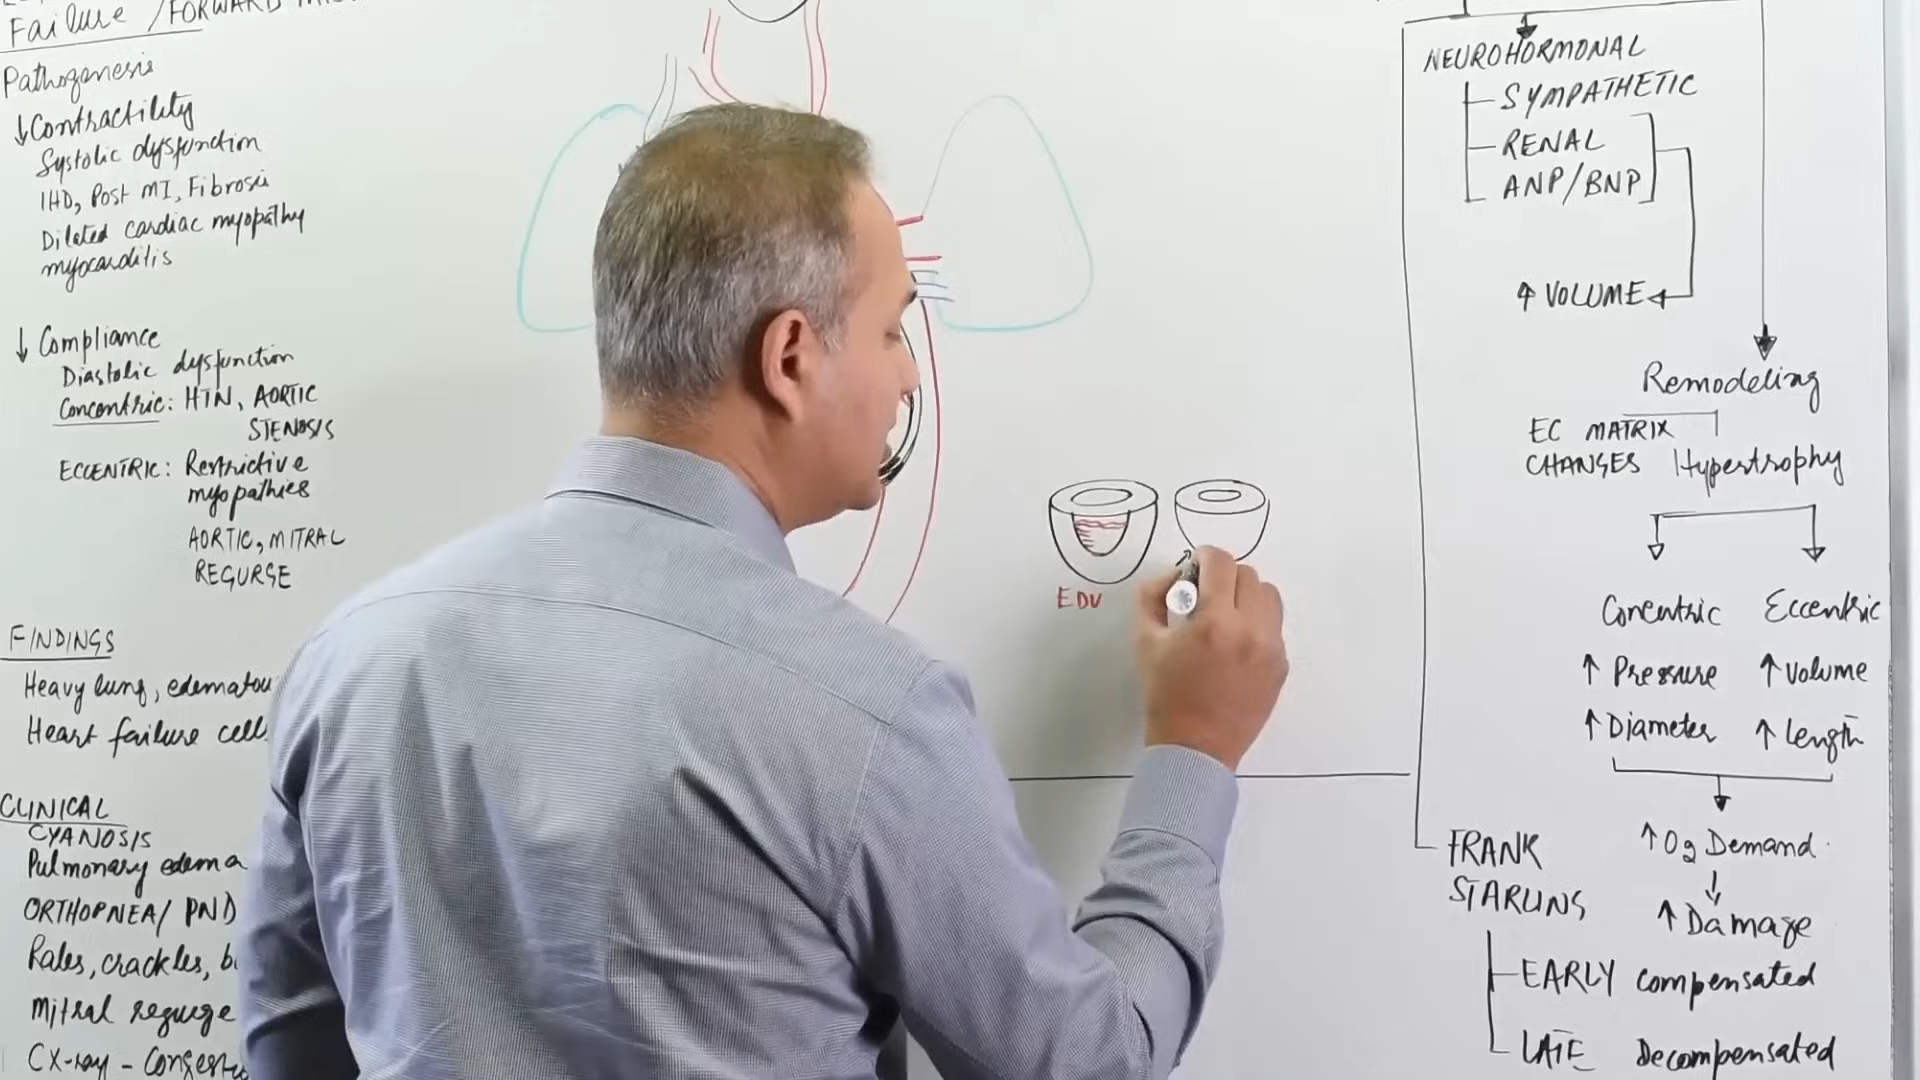 Failure /FORWARD
Pathogenesis
↓Contractility
Systolic dysfunction
IHD, Post MI, Fibrosis
Dilated cardiac myopathy
myocarditis
↓ Compliance
Diastolic dysfunction
Concentric: HTN, AORTIC
STENOSIS
ECCENTRIC: Restrictive
myopathies
AORTIC, MITRAL
REGURGE
FINDINGS
Heavy lung, edematou
Heart failure cells
CLINICAL
CYANOSIS
Pulmonary edema
ORTHOPNEA/ PND
Rales, crackles, b
Mitral regurge
CX-ray - Congest
EDV
NEUROHORMONAL
SYMPATHETIC
RENAL
ANP/BNP
↑ VOLUME
Remodeling
EC MATRIX
CHANGES Hypertrophy
Concentric Eccentric
↑ Pressure ↑ Volume
↑ Diameter ↑ Length
↑ O2 Demand
↑ Damage
FRANK
STARLINS
EARLY compensated
LATE Decompensated